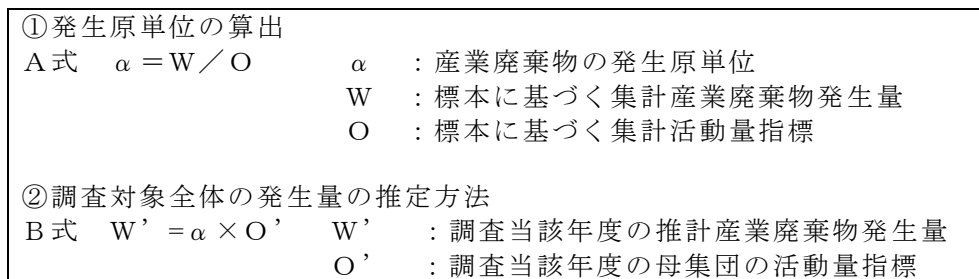 ①発生原単位の算出
A式 α=W/O α :産業廃棄物の発生原単位
W :標本に基づく集計産業廃棄物発生量
O :標本に基づく集計活動量指標
②調査対象全体の発生量の推定方法
B式 W’=α×O’ W’ :調査当該年度の推計産業廃棄物発生量
O’ :調査当該年度の母集団の活動量指標